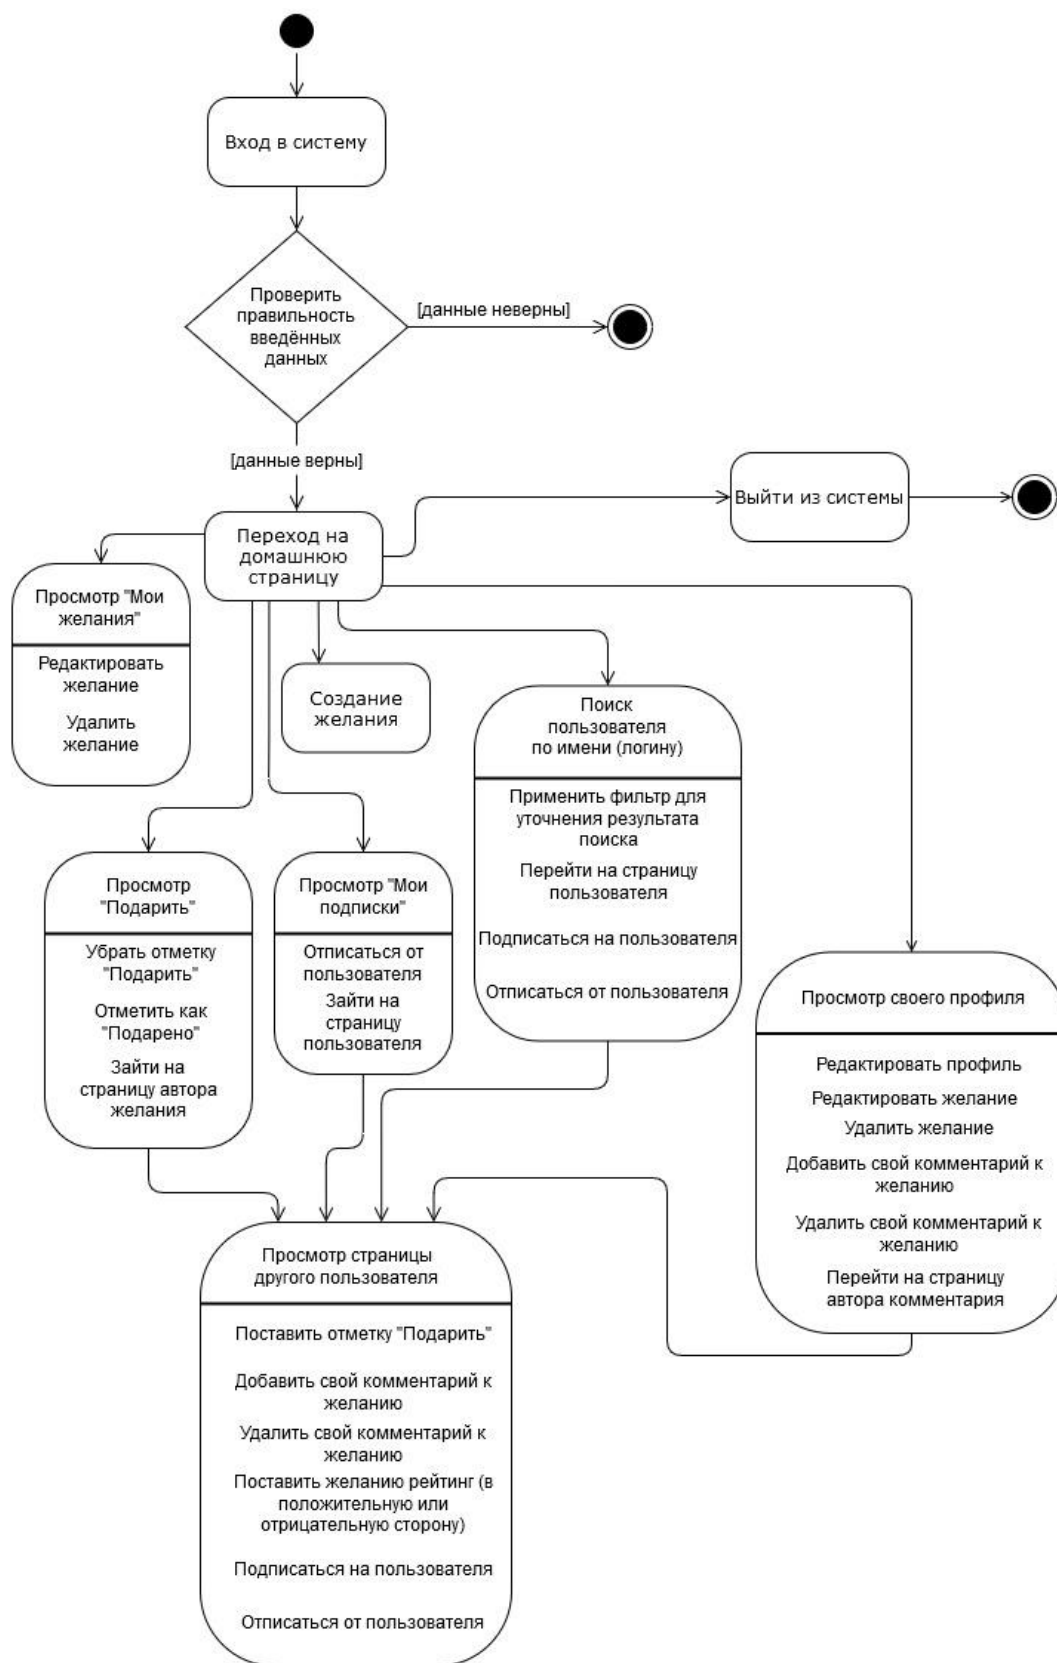 Вход в систему
Проверить
правильность
введённых
данных
[данные неверны]
[данные верны]
Выйти из системы
Переход на
домашнюю
страницу
Просмотр "Мои
желания"
Редактировать
желание
Удалить
желание
Создание
желания
Поиск
пользователя
по имени (логину)
Применить фильтр для
уточнения результата
поиска
Перейти на страницу
пользователя
Подписаться на пользователя
Отписаться от пользователя
Просмотр
"Подарить"
Убрать отметку
"Подарить"
Отметить как
"Подарено"
Зайти на
страницу автора
желания
Просмотр "Мои
подписки"
Отписаться от
пользователя
Зайти на
страницу
пользователя
Просмотр своего профиля
Редактировать профиль
Редактировать желание
Удалить желание
Добавить свой комментарий к
желанию
Удалить свой комментарий к
желанию
Перейти на страницу
автора комментария
Просмотр страницы
другого пользователя
Поставить отметку "Подарить"
Добавить свой комментарий к
желанию
Удалить свой комментарий к
желанию
Поставить желанию рейтинг (в
положительную или
отрицательную сторону)
Подписаться на пользователя
Отписаться от пользователя